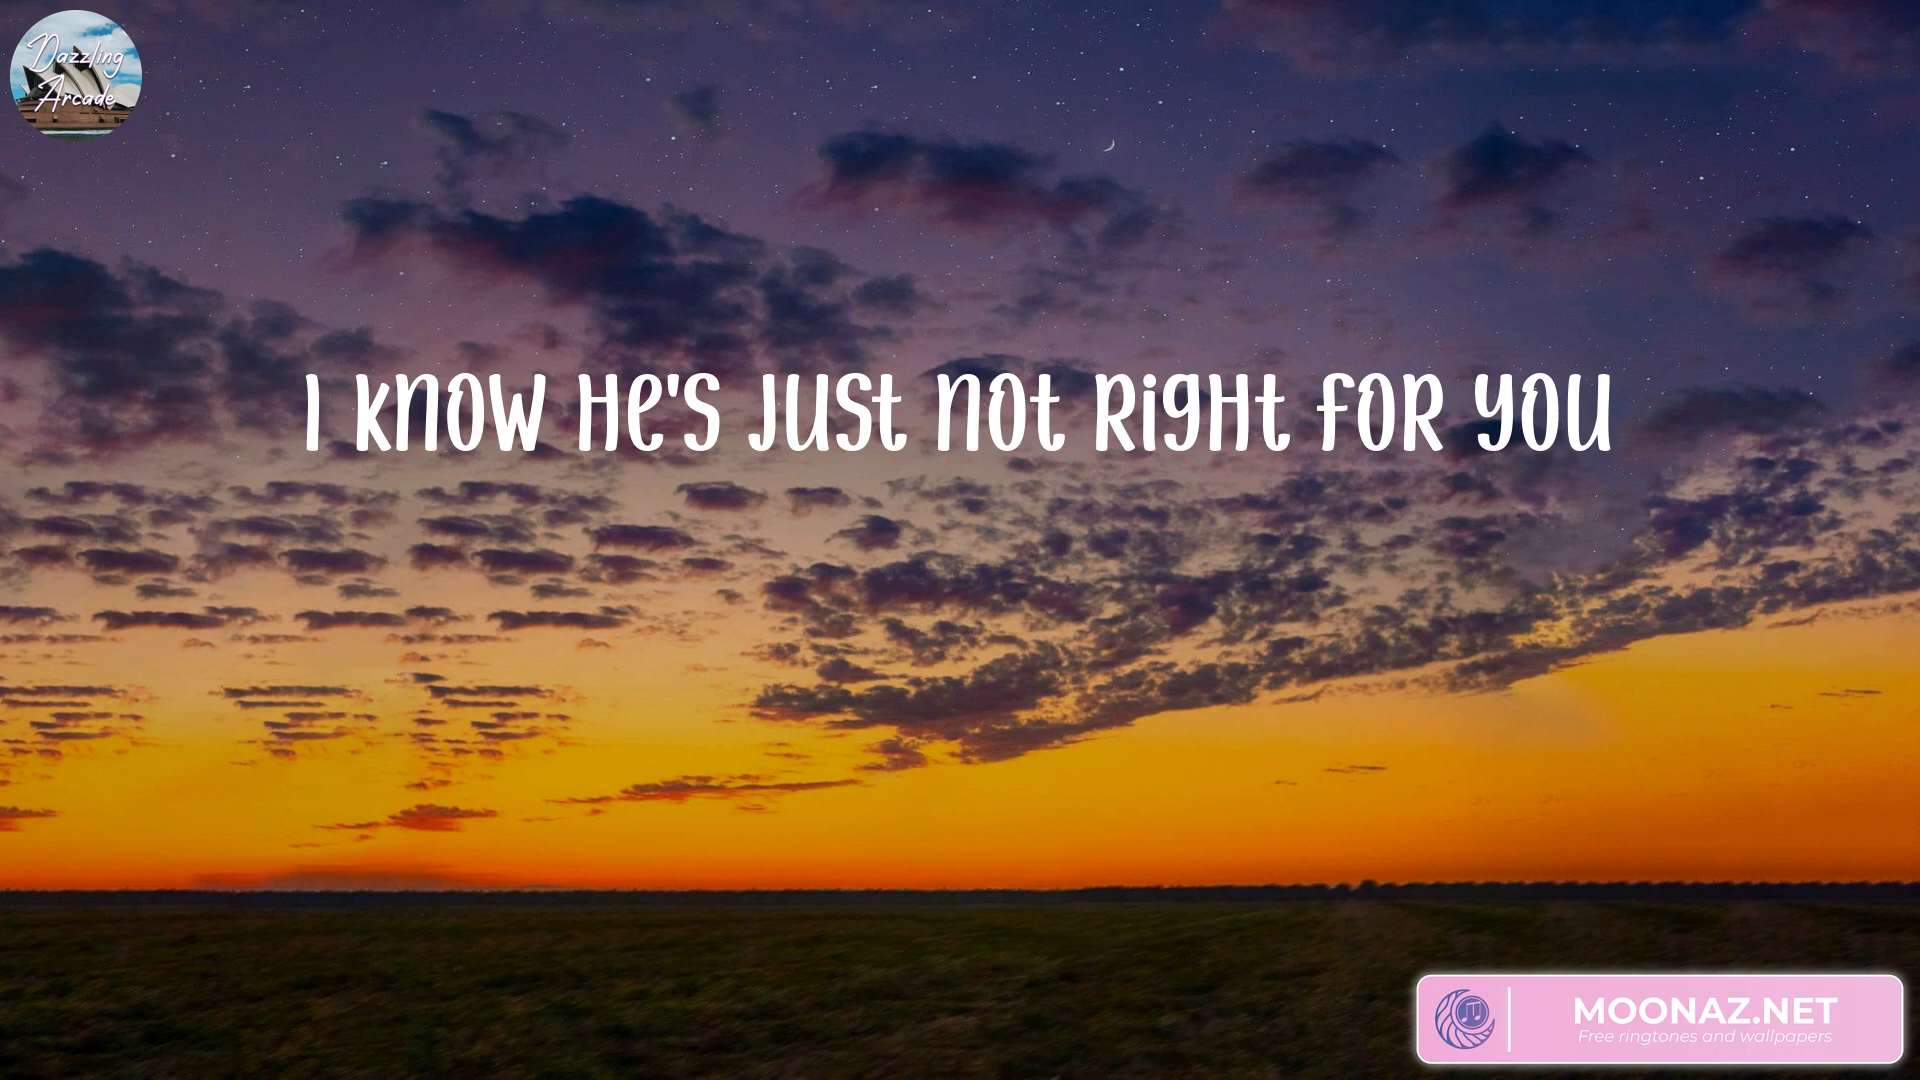 Dazzling
Arcade
I know He's just not Right for you
MOONAZ.NET
Free ringtones and wallpapers